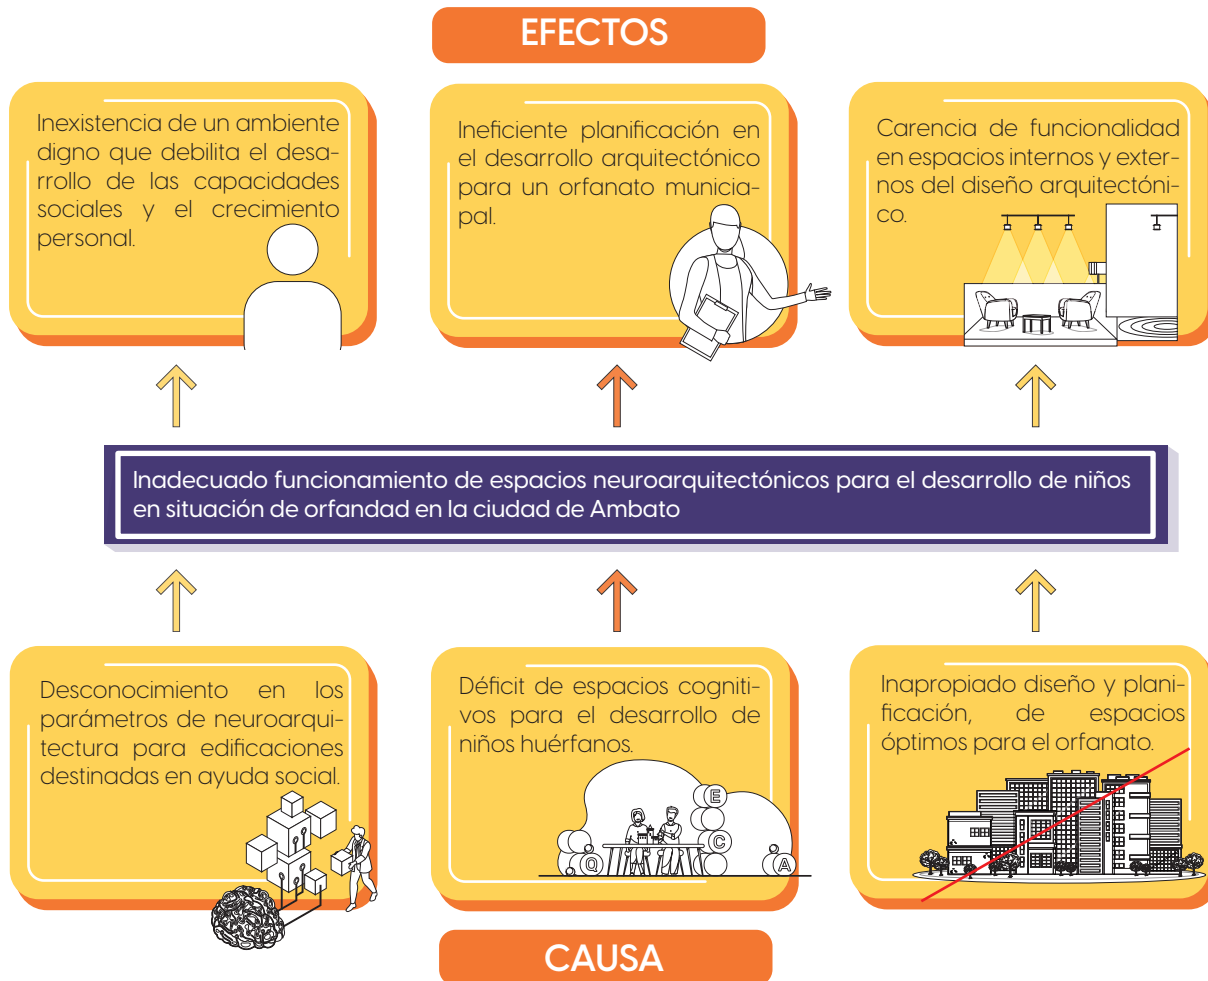 EFECTOS
Inexistencia de un ambiente
digno que debilita el desa-
rrollo de las capacidades
sociales y el crecimiento
personal.
Ineficiente planificación en
el desarrollo arquitectónico
para un orfanato municia-
pal.
Carencia de funcionalidad
en espacios internos y exter-
nos del diseño arquitectóni-
co.
Inadecuado funcionamiento de espacios neuroarquitectónicos para el desarrollo de niños
en situación de orfandad en la ciudad de Ambato
Desconocimiento en los
parámetros de neuroarqui-
tectura para edificaciones
destinadas en ayuda social.
Déficit de espacios cogniti-
vos para el desarrollo de
niños huérfanos.
E
C
Q
A
Inapropiado diseño y plani-
ficación, de espacios
óptimos para el orfanato.
CAUSA